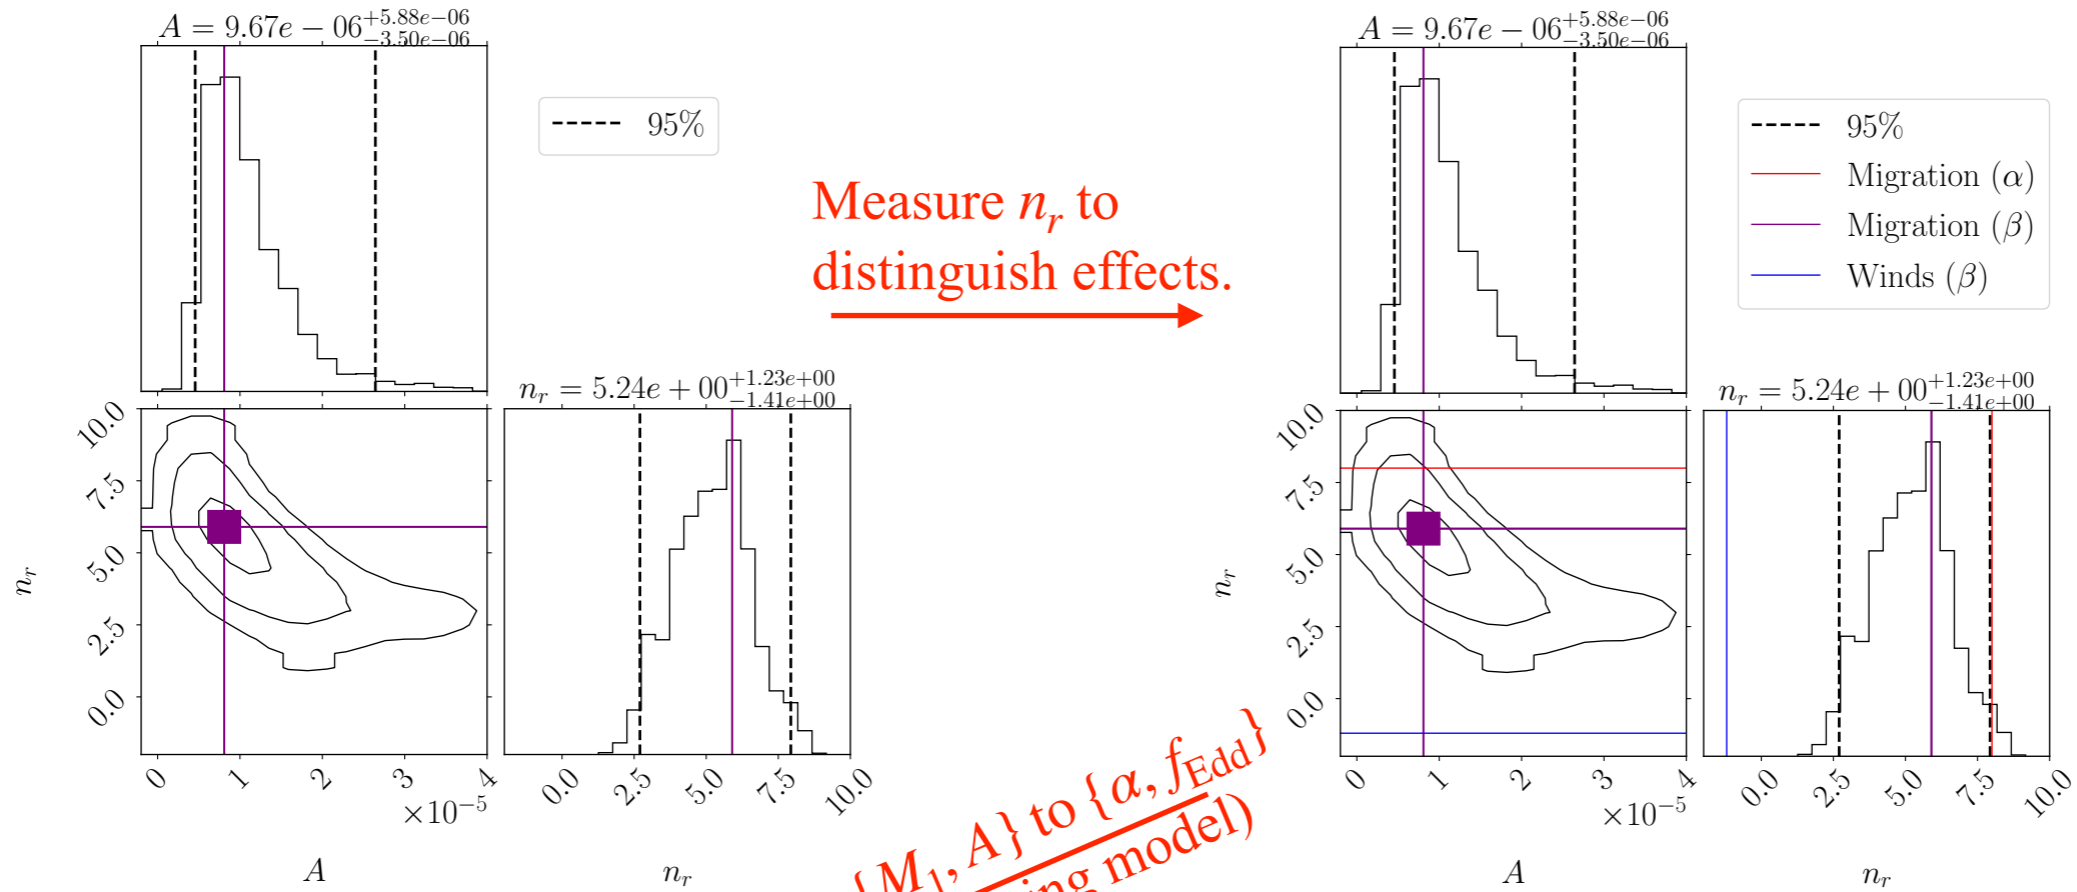 A = 9.67e − 06 +5.88e−06 −3.50e−06
95%
n_r = 5.24e + 00 +1.23e+00 −1.41e+00
10.0
7.5
5.0
2.5
0.0
n_r
0 1 2 3 4
×10⁻⁵
A
0.0 2.5 5.0 7.5 10.0
n_r
Measure n_r to
distinguish effects.
{M₁, A} to {α, f_Edd}
model)
A = 9.67e − 06 +5.88e−06 −3.50e−06
95%
Migration (α)
Migration (β)
Winds (β)
n_r = 5.24e + 00 +1.23e+00 −1.41e+00
10.0
7.5
5.0
2.5
0.0
n_r
0 1 2 3 4
×10⁻⁵
A
0.0 2.5 5.0 7.5 10.0
n_r